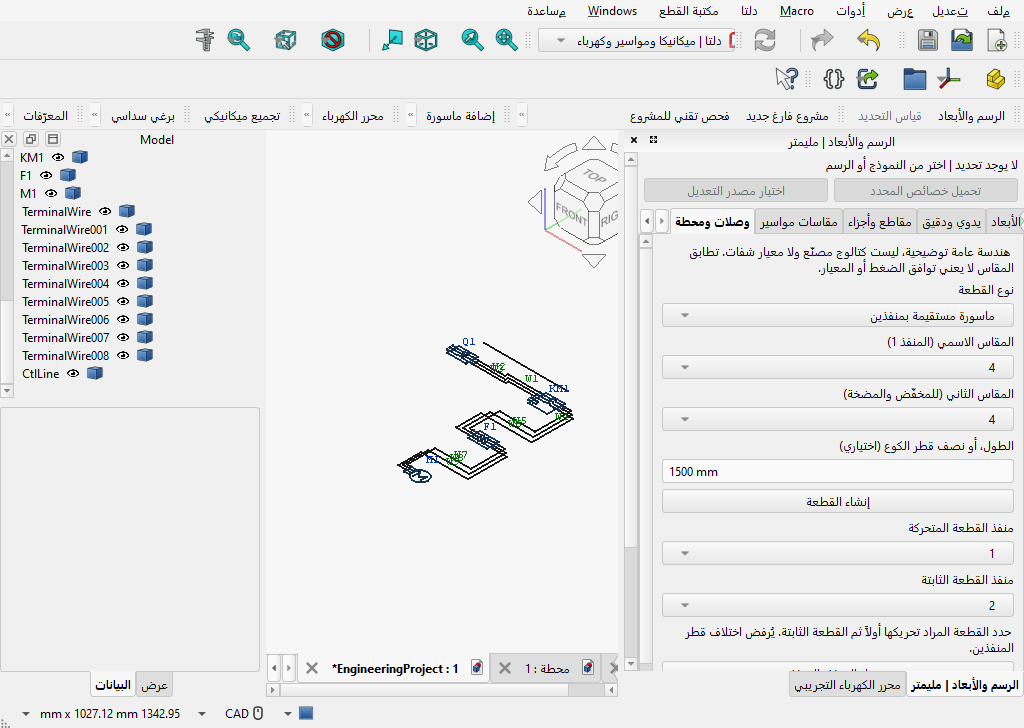 ملف
تعديل
عرض
أدوات
Macro
دلتا
مكتبة القطع
Windows
مساعدة
دلتا | ميكانيكا ومواسير وكهرباء
الرسم والأبعاد
قياس التحديد
مشروع فارغ جديد
فحص تقني للمشروع
إضافة ماسورة
محرر الكهرباء
تجميع ميكانيكي
برغي سداسي
المعرّفات
Model
KM1
F1
M1
TerminalWire
TerminalWire001
TerminalWire002
TerminalWire003
TerminalWire004
TerminalWire005
TerminalWire006
TerminalWire007
TerminalWire008
CtlLine
عرض
البيانات
TOP
FRONT
RIG
Q1
W2
W1
KM1
F1
M1
*EngineeringProject : 1
محطة : 1
الرسم والأبعاد | مليمتر
لا يوجد تحديد | اختر من النموذج أو الرسم
تحميل خصائص المحدد
اختيار مصدر التعديل
الأبعاد
يدوي ودقيق
مقاطع وأجزاء
مقاسات مواسير
وصلات ومحطة
هندسة عامة توضيحية، ليست كتالوج مصنّع ولا معيار شفات. تطابق
المقاس لا يعني توافق الضغط أو المعيار.
نوع القطعة
ماسورة مستقيمة بمنفذين
المقاس الاسمي (المنفذ 1)
4
المقاس الثاني (للمخفّض والمضخة)
4
الطول، أو نصف قطر الكوع (اختياري)
1500 mm
إنشاء القطعة
منفذ القطعة المتحركة
1
منفذ القطعة الثابتة
2
حدد القطعة المراد تحريكها أولاً ثم القطعة الثابتة. يُرفض اختلاف قطر
المنفذين.
الرسم والأبعاد | مليمتر
محرر الكهرباء التجريبي
mm x 1027.12 mm 1342.95
CAD